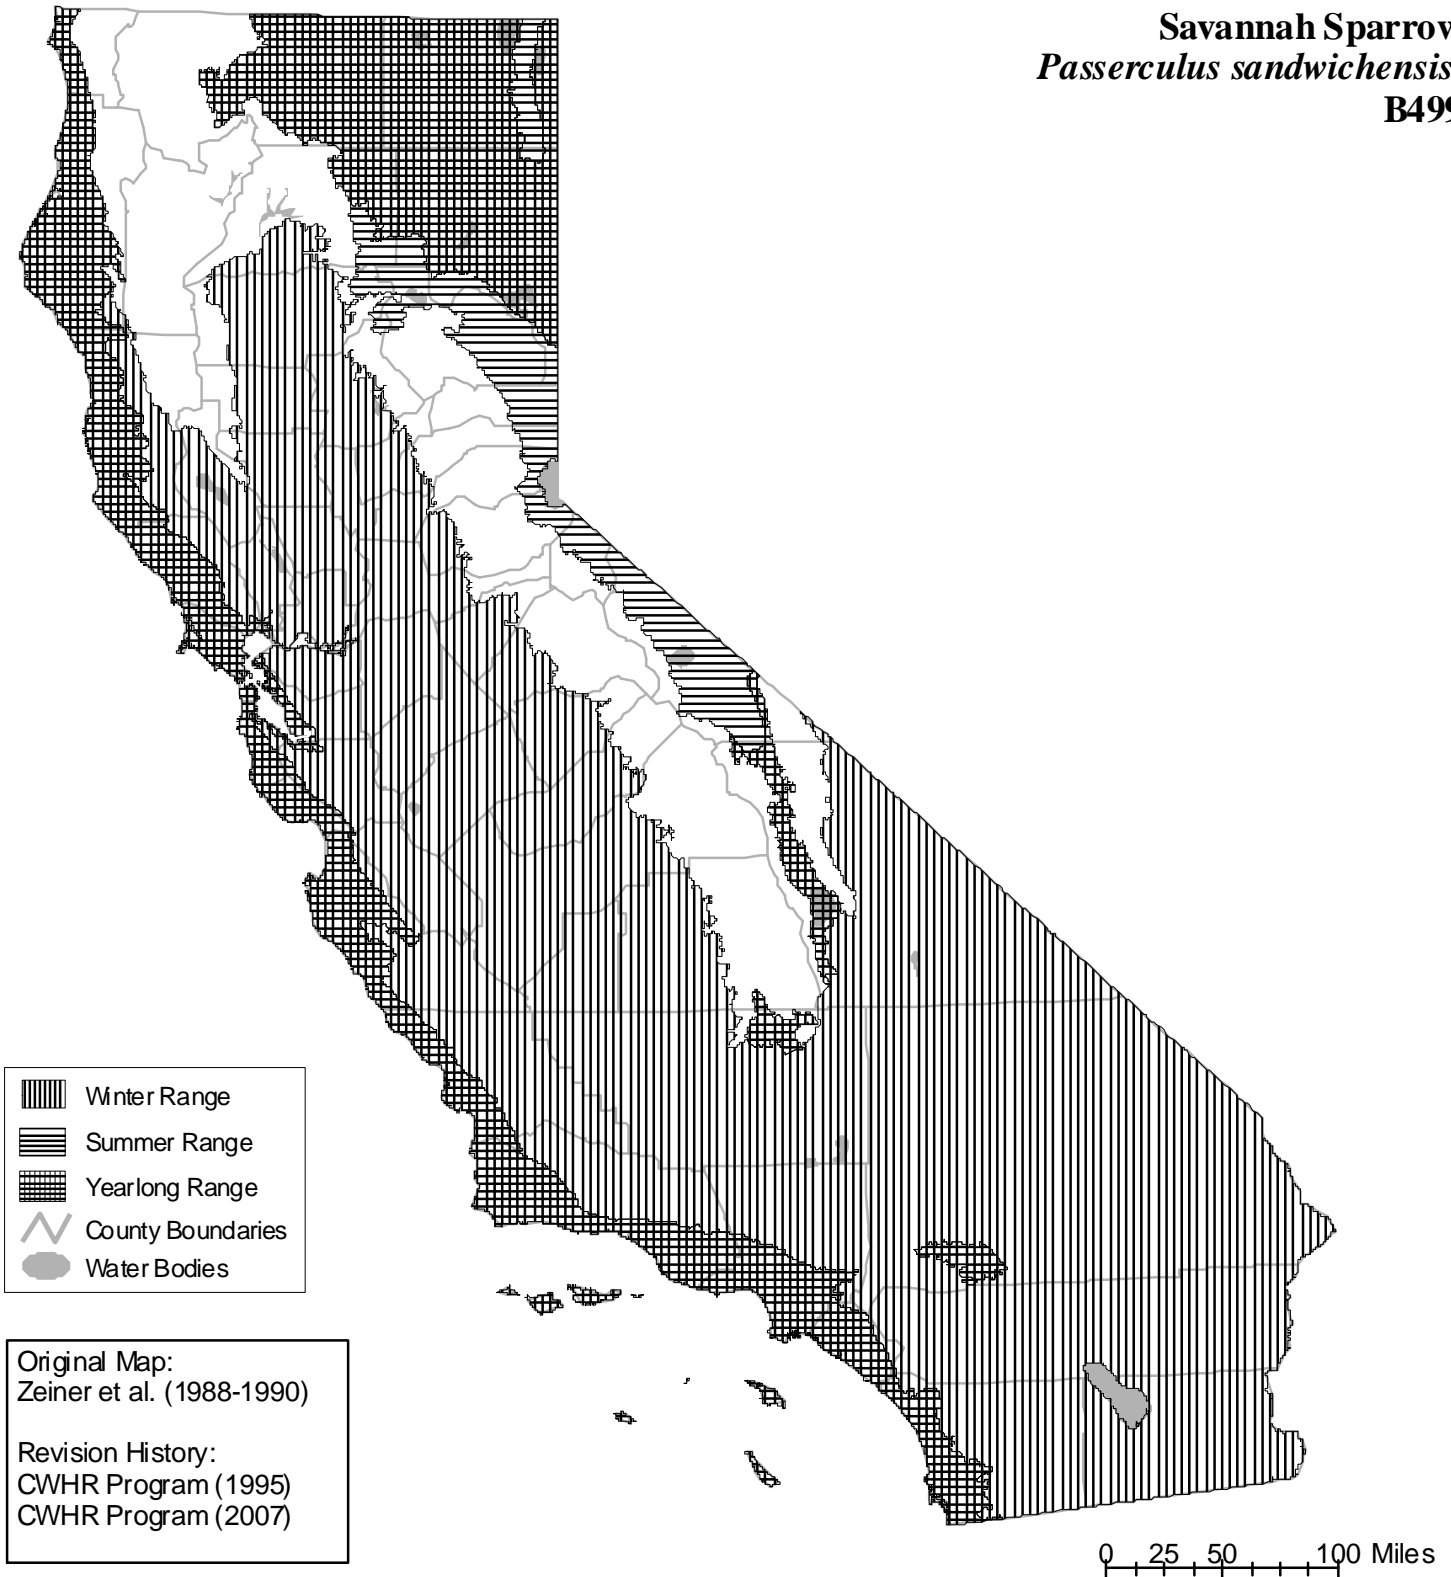 Savannah Sparrow
Passerculus sandwichensis
B499
Winter Range
Summer Range
Yearlong Range
County Boundaries
Water Bodies
Original Map:
Zeiner et al. (1988-1990)
Revision History:
CWHR Program (1995)
CWHR Program (2007)
0 25 50 100 Miles